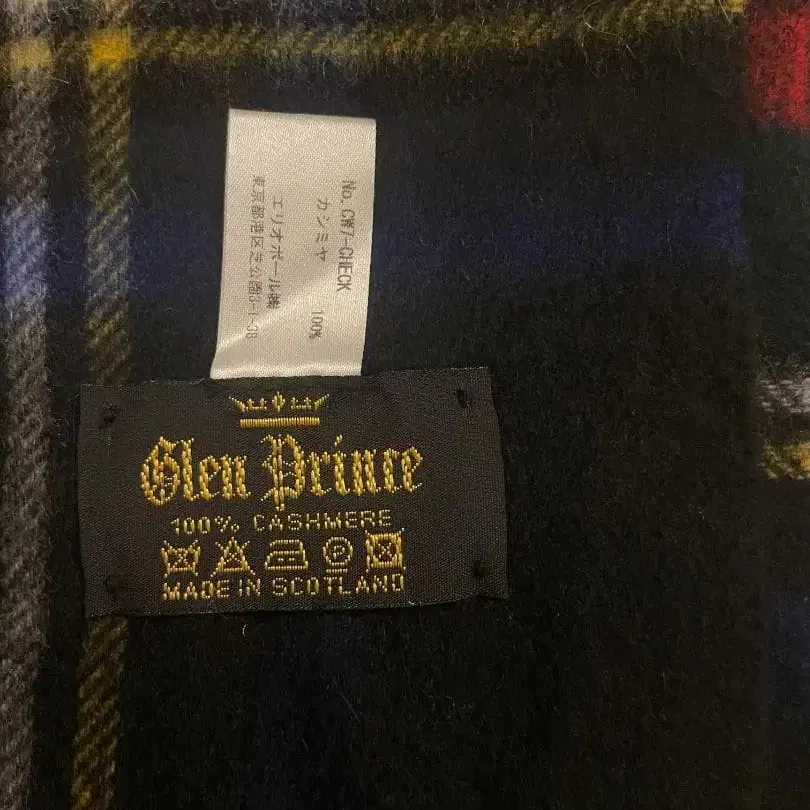 No. CW7-CHECK
カシミヤ 100%
エリオポール㈱
東京都港区芝公園3-1-38
Glen Prince
100% CASHMERE
P
MADE IN SCOTLAND